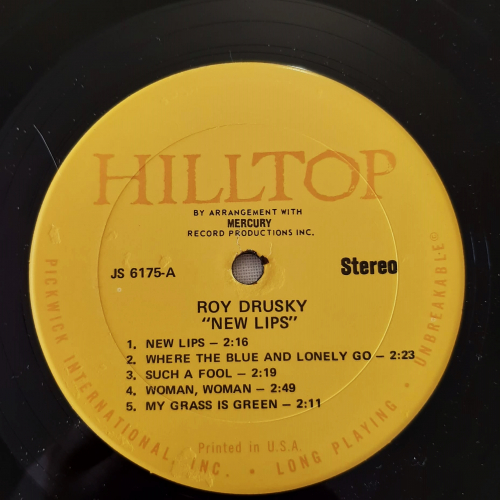 HILLTOP
BY ARRANGEMENT WITH
MERCURY
RECORD PRODUCTIONS INC.
JS 6175-A
Stereo
ROY DRUSKY
"NEW LIPS"
1. NEW LIPS – 2:16
2. WHERE THE BLUE AND LONELY GO – 2:23
3. SUCH A FOOL – 2:19
4. WOMAN, WOMAN – 2:49
5. MY GRASS IS GREEN – 2:11
Printed in U.S.A.
PICKWICK INTERNATIONAL, INC. • LONG PLAYING • UNBREAKABLE®